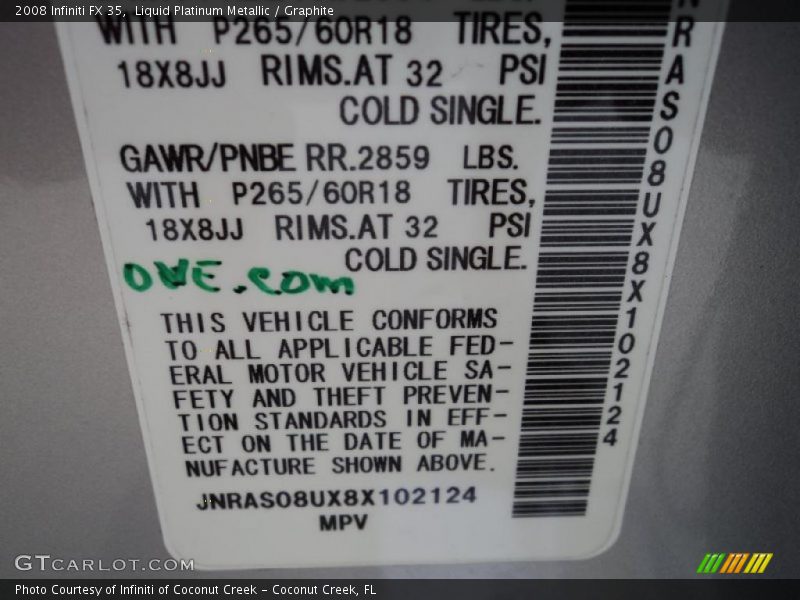 2008 Infiniti FX 35, Liquid Platinum Metallic / Graphite
WITH P265/60R18 TIRES,
18X8JJ RIMS.AT 32 PSI
COLD SINGLE.
GAWR/PNBE RR.2859 LBS.
WITH P265/60R18 TIRES,
18X8JJ RIMS.AT 32 PSI
COLD SINGLE.
OVE.com
THIS VEHICLE CONFORMS
TO ALL APPLICABLE FED-
ERAL MOTOR VEHICLE SA-
FETY AND THEFT PREVEN-
TION STANDARDS IN EFF-
ECT ON THE DATE OF MA-
NUFACTURE SHOWN ABOVE.
JNRAS08UX8X102124
MPV
NRAS08UX8X102124
GTCARLOT.COM
Photo Courtesy of Infiniti of Coconut Creek - Coconut Creek, FL